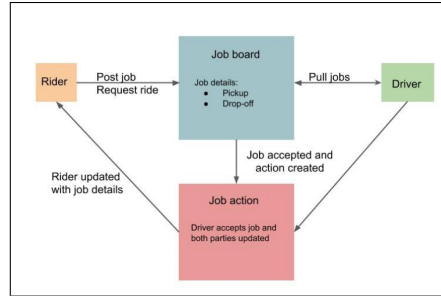 Job board
Rider
Post job
Request ride
Job details:
● Pickup
● Drop-off
Pull jobs
Driver
Job accepted and
action created
Rider updated
with job details
Job action
Driver accepts job and
both parties updated